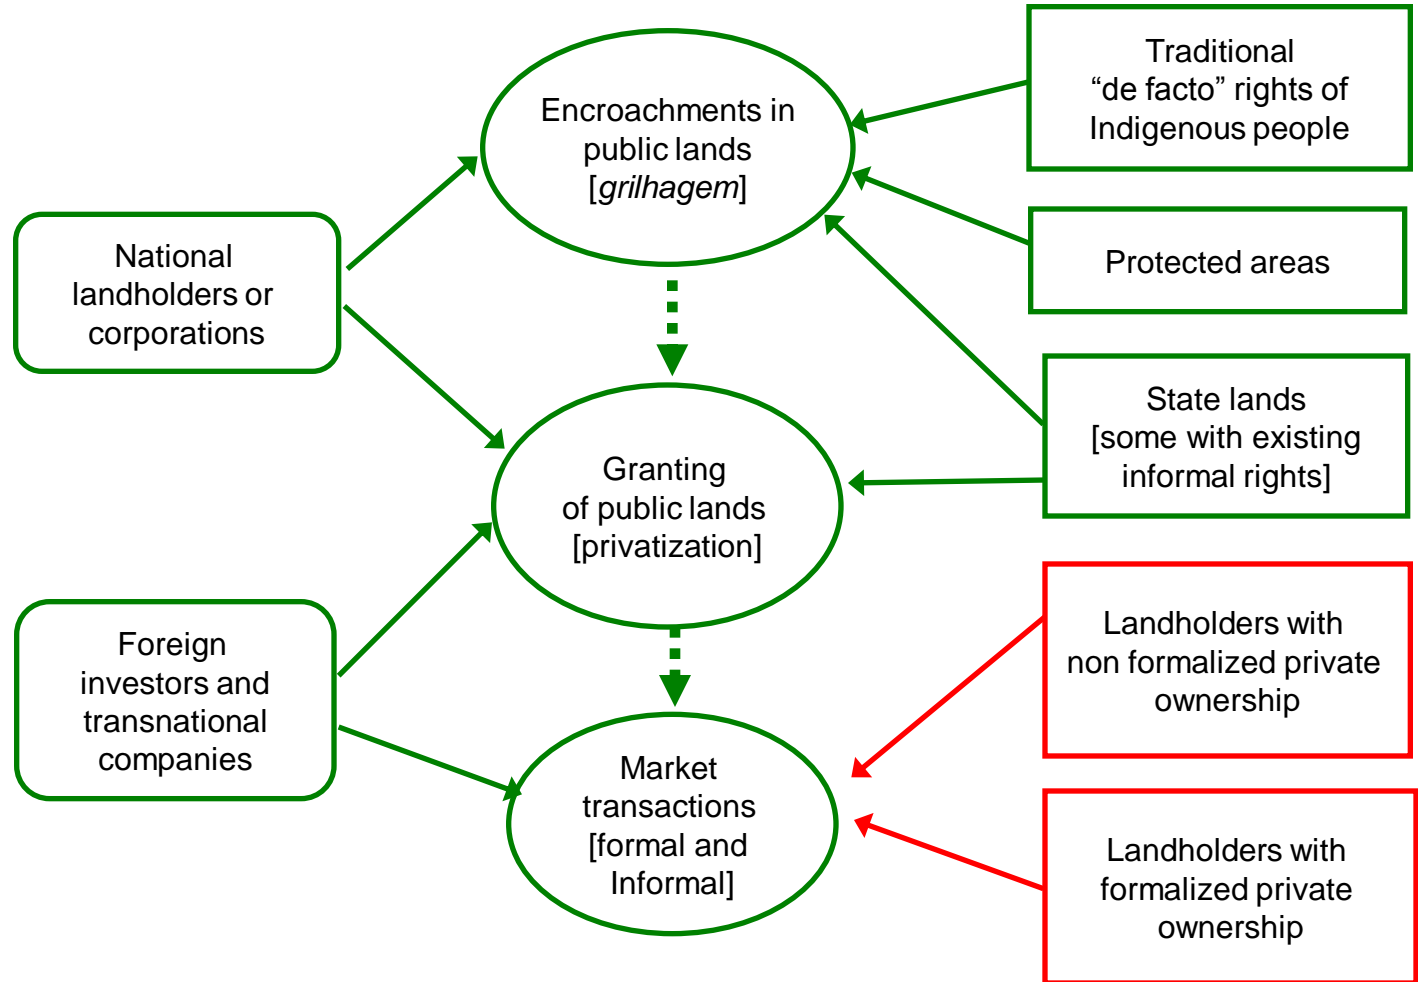 Traditional
“de facto” rights of
Indigenous people
Encroachments in
public lands
[grilhagem]
Protected areas
National
landholders or
corporations
State lands
[some with existing
informal rights]
Granting
of public lands
[privatization]
Landholders with
non formalized private
ownership
Foreign
investors and
transnational
companies
Market
transactions
[formal and
Informal]
Landholders with
formalized private
ownership